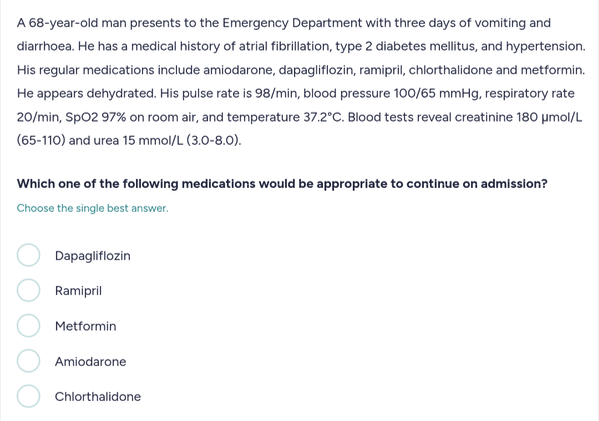 A 68-year-old man presents to the Emergency Department with three days of vomiting and
diarrhoea. He has a medical history of atrial fibrillation, type 2 diabetes mellitus, and hypertension.
His regular medications include amiodarone, dapagliflozin, ramipril, chlorthalidone and metformin.
He appears dehydrated. His pulse rate is 98/min, blood pressure 100/65 mmHg, respiratory rate
20/min, SpO2 97% on room air, and temperature 37.2°C. Blood tests reveal creatinine 180 µmol/L
(65-110) and urea 15 mmol/L (3.0-8.0).
Which one of the following medications would be appropriate to continue on admission?
Choose the single best answer.
Dapagliflozin
Ramipril
Metformin
Amiodarone
Chlorthalidone